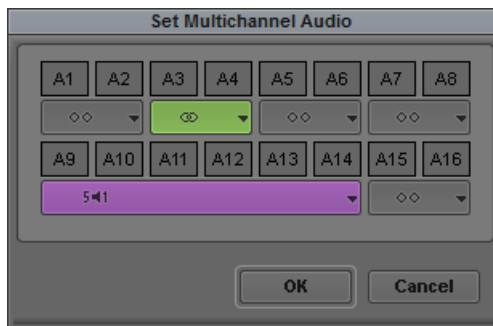 Set Multichannel Audio
A1 A2 A3 A4 A5 A6 A7 A8
A9 A10 A11 A12 A13 A14 A15 A16
5 1
OK Cancel